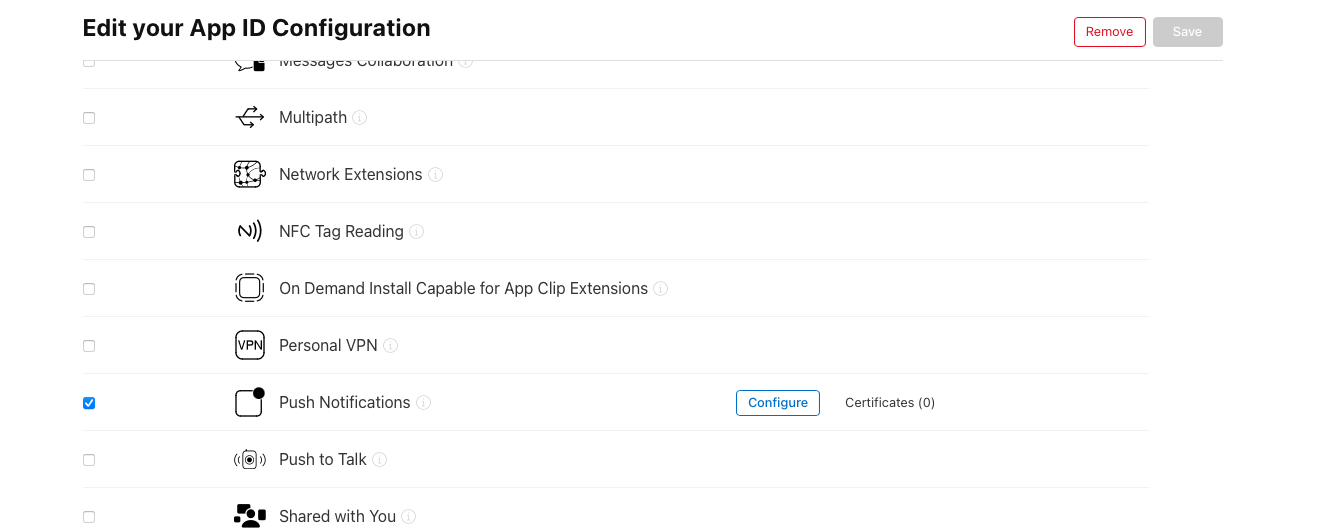 Edit your App ID Configuration
Remove
Save
Messages Collaboration
Multipath
Network Extensions
NFC Tag Reading
On Demand Install Capable for App Clip Extensions
VPN
Personal VPN
Push Notifications
Configure
Certificates (0)
Push to Talk
Shared with You